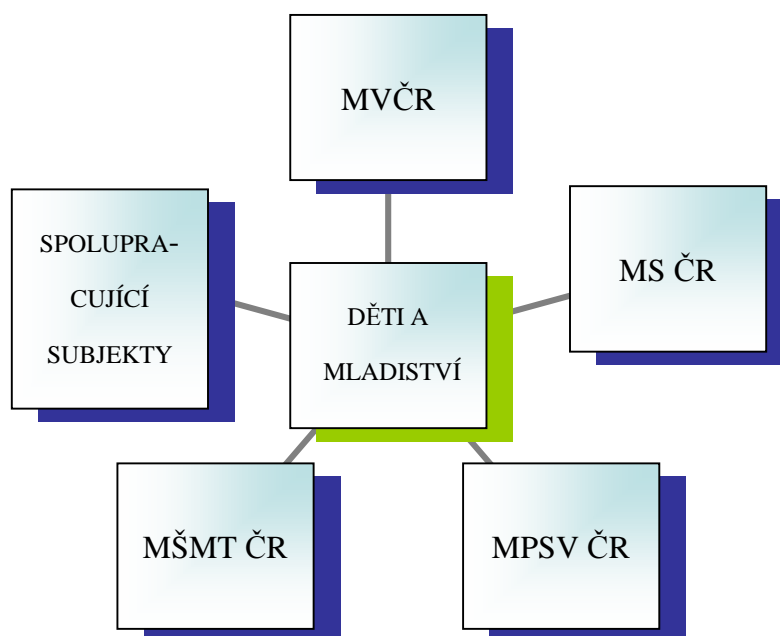 MVČR
SPOLUPRA-
CUJÍCÍ
SUBJEKTY
MS ČR
DĚTI A
MLADISTVÍ
MŠMT ČR
MPSV ČR